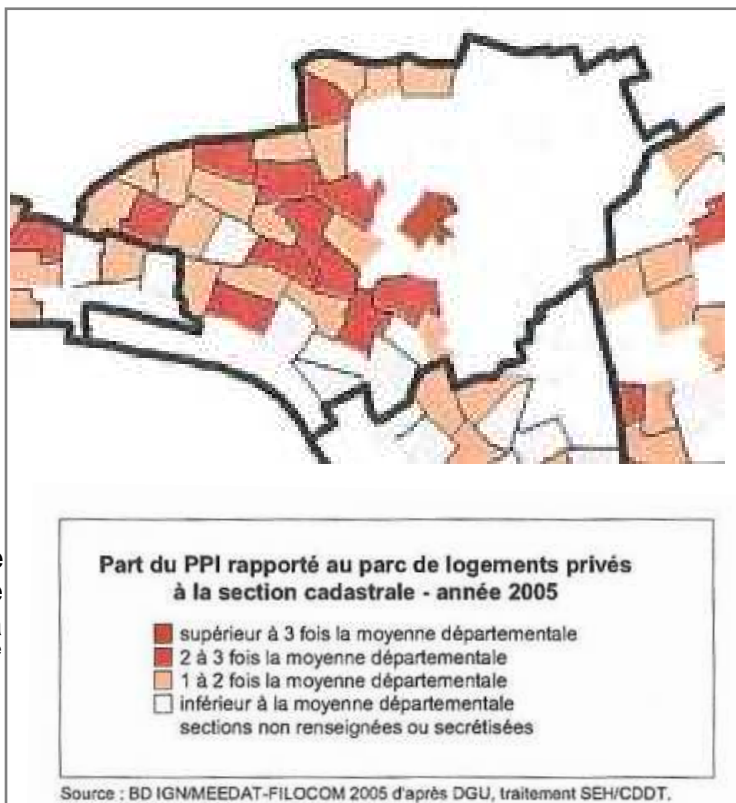 Part du PPI rapporté au parc de logements privés
à la section cadastrale - année 2005
supérieur à 3 fois la moyenne départementale
2 à 3 fois la moyenne départementale
1 à 2 fois la moyenne départementale
inférieur à la moyenne départementale
sections non renseignées ou secrétisées
Source : BD IGN/MEEDAT-FILOCOM 2005 d'après DGU, traitement SEH/CDDT.